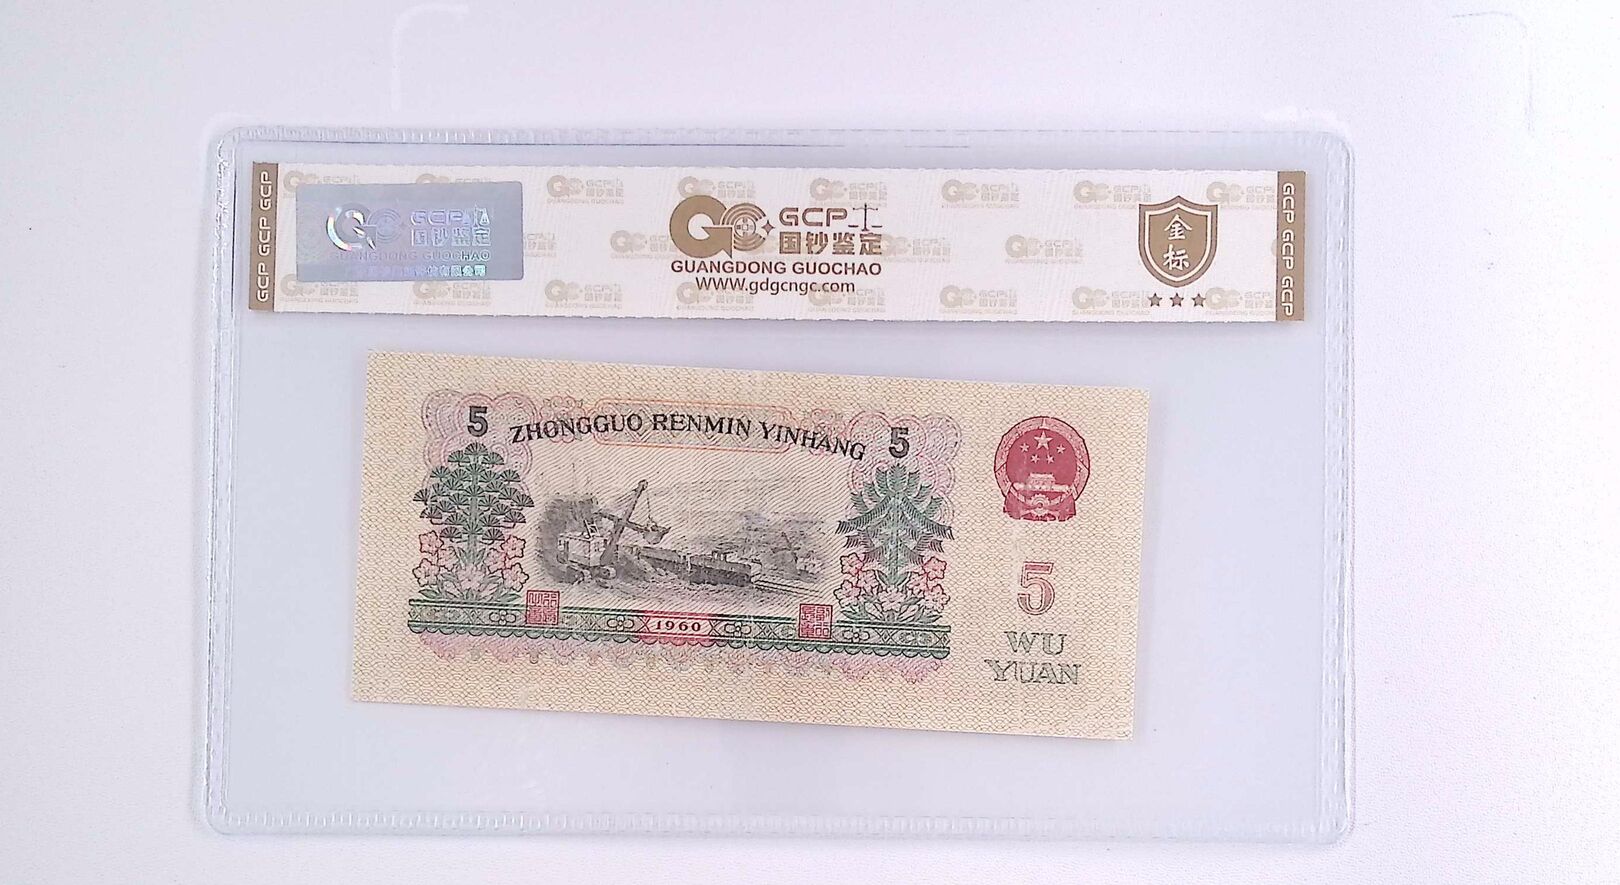 GCP GCP GCP
GCP
国钞鉴定
GUANGDONG GUOCHAO
GCP
国钞鉴定
GUANGDONG GUOCHAO
www.gdgcngc.com
金
标
GCP GCP GCP
5 ZHONGGUO RENMIN YINHANG 5
1960
5
WU
YUAN